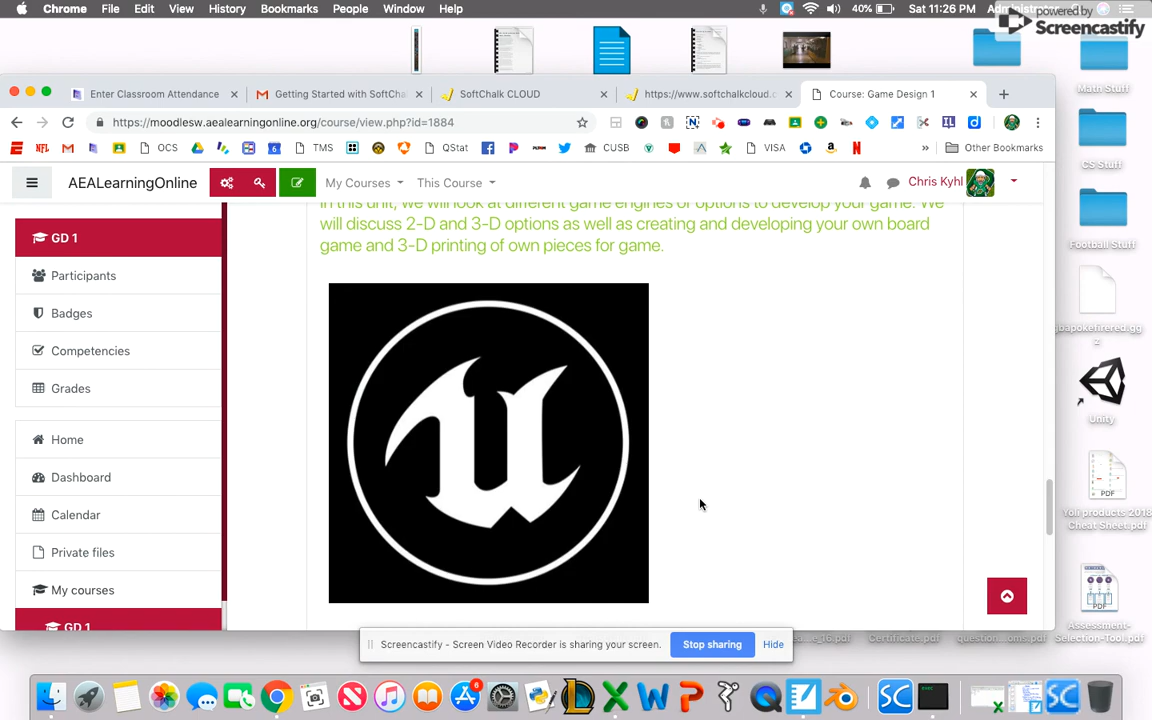 Chrome File Edit View History Bookmarks People Window Help
40% Sat 11:26 PM
powered by
Screencastify
Enter Classroom Attendance
Getting Started with SoftCha
SoftChalk CLOUD
https://www.softchalkcloud.c
Course: Game Design 1
Math Stuff
https://moodlesw.aealearningonline.org/course/view.php?id=1884
OCS TMS QStat CUSB VISA Other Bookmarks
CS Stuff
AEALearningOnline My Courses This Course Chris Kyhl
In this unit, we will look at different game engines or options to develop your game. We
will discuss 2-D and 3-D options as well as creating and developing your own board
game and 3-D printing of own pieces for game.
GD 1
Participants
Badges
Competencies
Grades
Home
Dashboard
Calendar
Private files
My courses
GD 1
Football Stuff
Unity
PDF
Yoli products 2018
Cheat Sheet.pdf
PDF
Assessment-
Selection-Tool.pdf
Certificate.pdf
Screencastify - Screen Video Recorder is sharing your screen. Stop sharing Hide
6
SC
SC